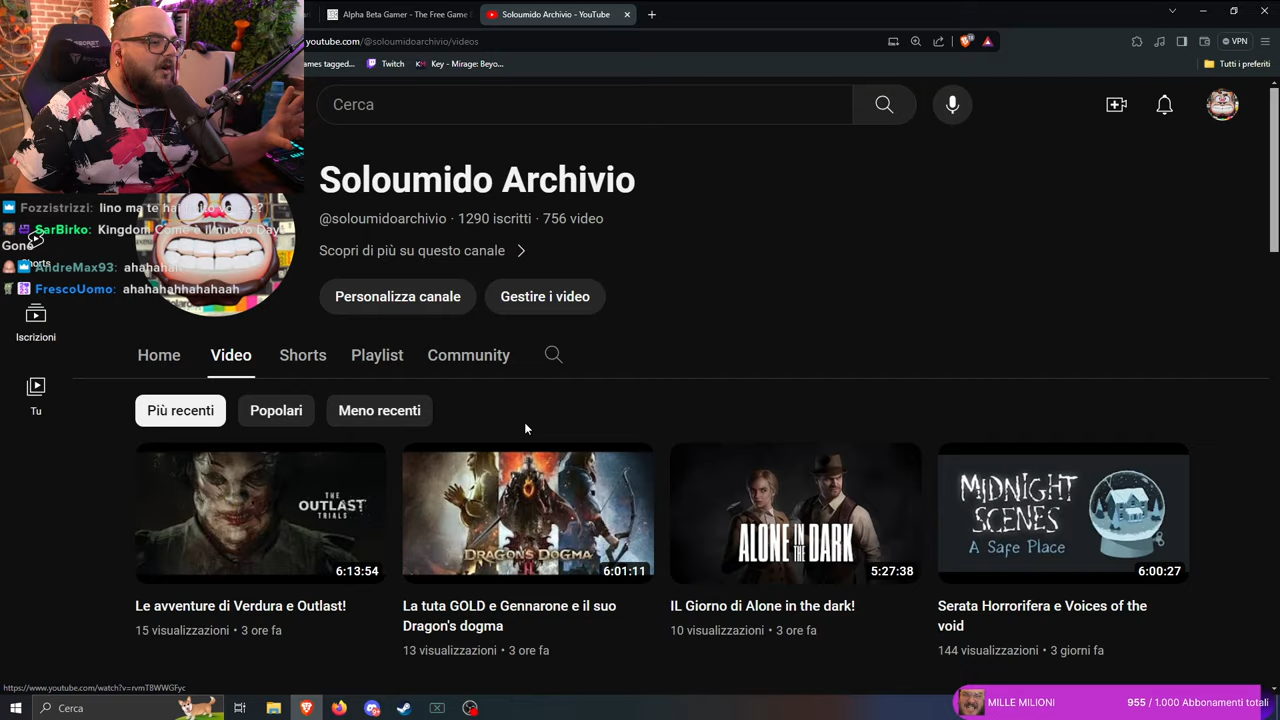 Alpha Beta Gamer - The Free Game
Soloumido Archivio - YouTube
youtube.com/@soloumidoarchivio/videos
VPN
mes tagged...
Twitch
Key - Mirage: Beyo...
Tutti i preferiti
Cerca
Soloumido Archivio
@soloumidoarchivio · 1290 iscritti · 756 video
Scopri di più su questo canale
Personalizza canale
Gestire i video
Fozzistrizzi: lino ma te
SarBirko: Kingdom Come è il nuovo Day
Gone
Shorts
AndreMax93: ahahahah
FrescoUomo: ahahahahhahahaah
Iscrizioni
Tu
Home
Video
Shorts
Playlist
Community
Più recenti
Popolari
Meno recenti
THE
OUTLAST
TRIALS
6:13:54
DRAGON'S DOGMA
6:01:11
ALONE IN THE DARK
5:27:38
MIDNIGHT
SCENES
A Safe Place
6:00:27
Le avventure di Verdura e Outlast!
15 visualizzazioni · 3 ore fa
La tuta GOLD e Gennarone e il suo
Dragon's dogma
13 visualizzazioni · 3 ore fa
IL Giorno di Alone in the dark!
10 visualizzazioni · 3 ore fa
Serata Horrorifera e Voices of the
void
144 visualizzazioni · 3 giorni fa
https://www.youtube.com/watch?v=rvmTBWWGFyc
Cerca
MILLE MILIONI
955 / 1.000 Abbonamenti totali